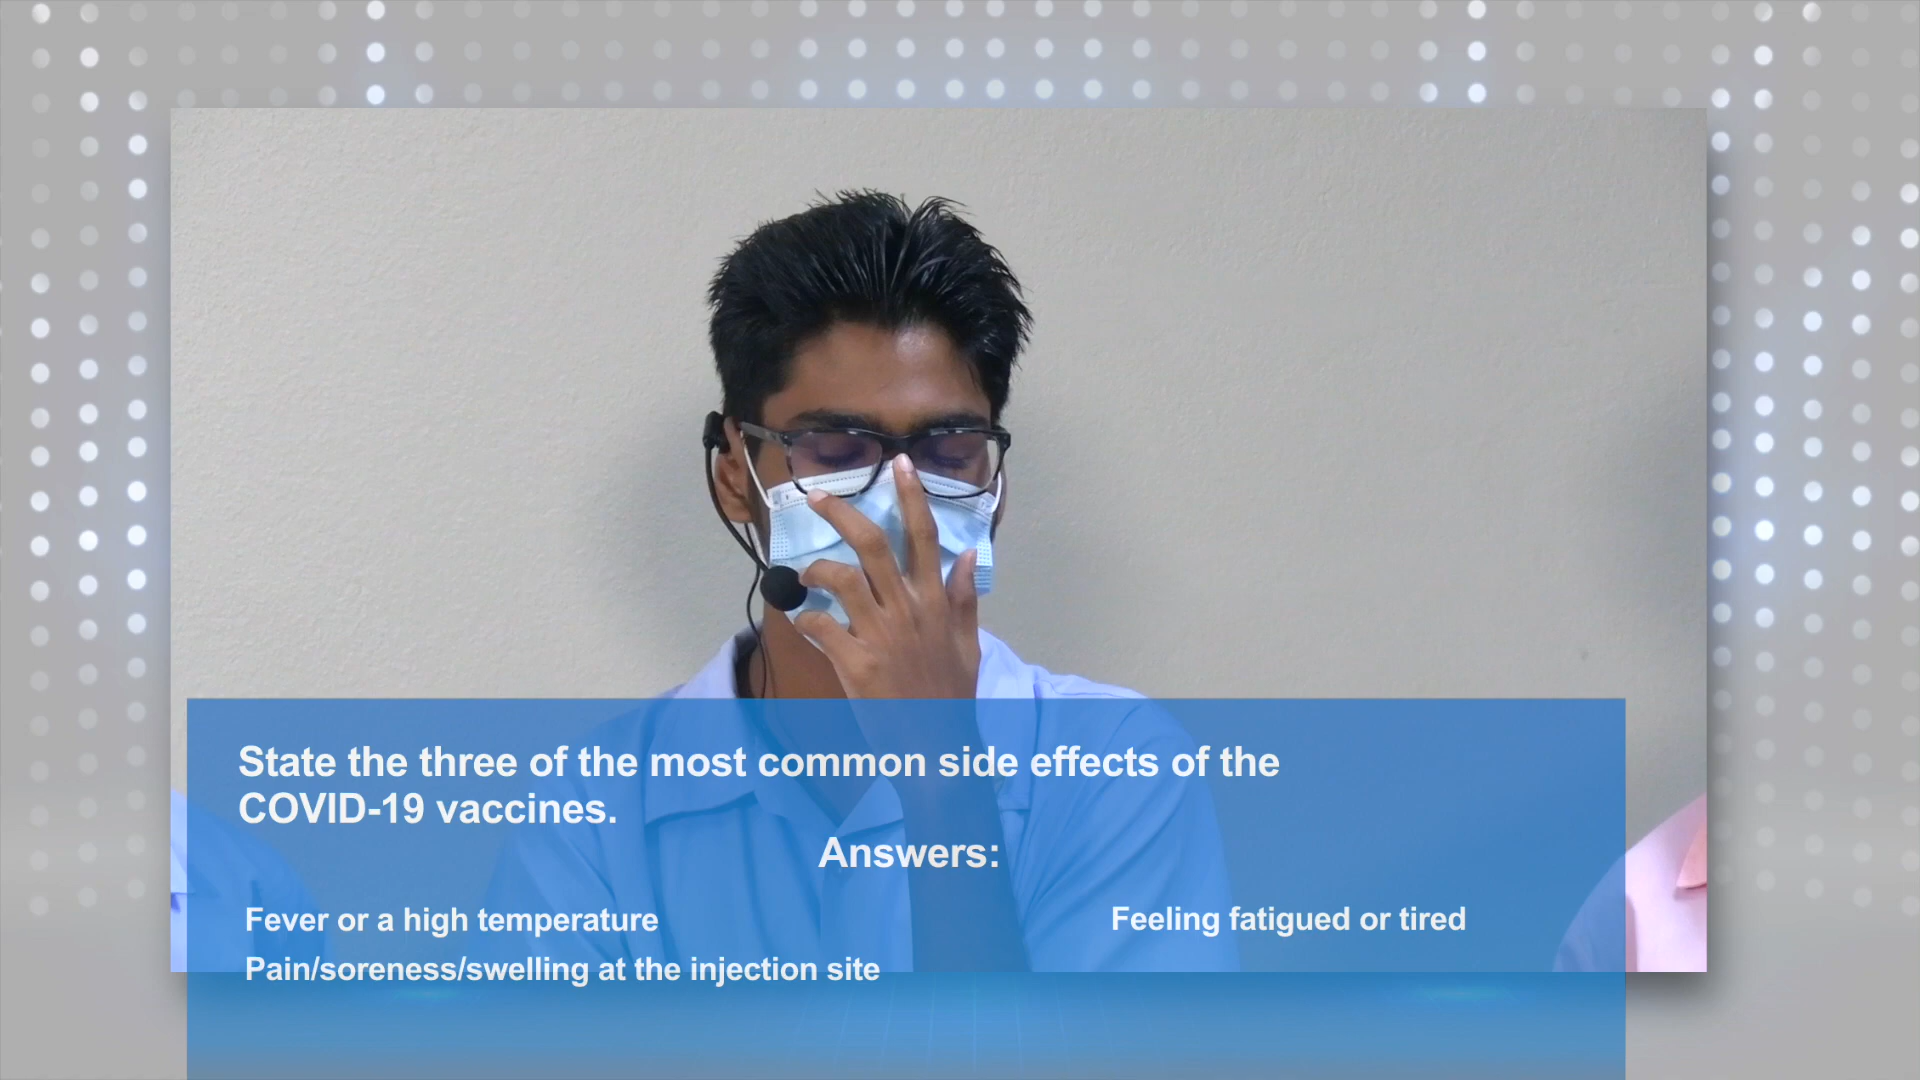 State the three of the most common side effects of the
COVID-19 vaccines.
Answers:
Fever or a high temperature
Feeling fatigued or tired
Pain/soreness/swelling at the injection site